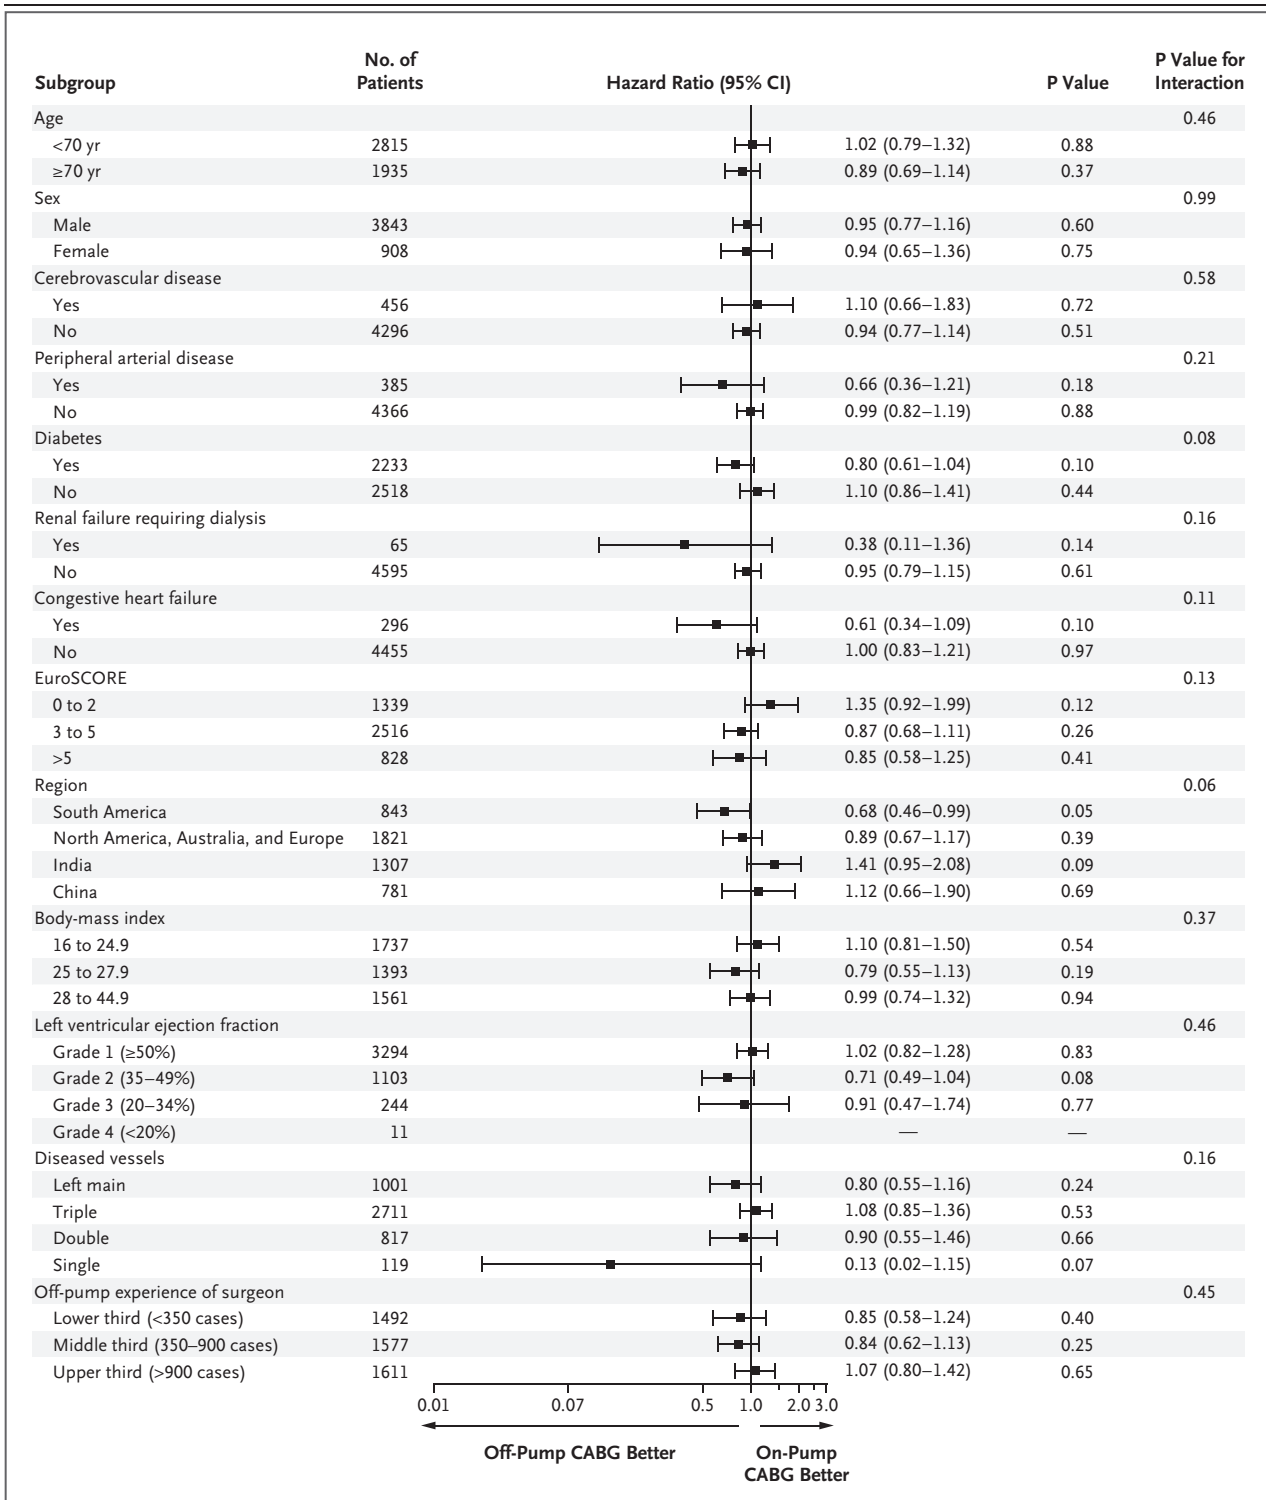 Subgroup No. of Patients Hazard Ratio (95% CI) P Value P Value for Interaction
Age 0.46
<70 yr 2815 1.02 (0.79–1.32) 0.88
≥70 yr 1935 0.89 (0.69–1.14) 0.37
Sex 0.99
Male 3843 0.95 (0.77–1.16) 0.60
Female 908 0.94 (0.65–1.36) 0.75
Cerebrovascular disease 0.58
Yes 456 1.10 (0.66–1.83) 0.72
No 4296 0.94 (0.77–1.14) 0.51
Peripheral arterial disease 0.21
Yes 385 0.66 (0.36–1.21) 0.18
No 4366 0.99 (0.82–1.19) 0.88
Diabetes 0.08
Yes 2233 0.80 (0.61–1.04) 0.10
No 2518 1.10 (0.86–1.41) 0.44
Renal failure requiring dialysis 0.16
Yes 65 0.38 (0.11–1.36) 0.14
No 4595 0.95 (0.79–1.15) 0.61
Congestive heart failure 0.11
Yes 296 0.61 (0.34–1.09) 0.10
No 4455 1.00 (0.83–1.21) 0.97
EuroSCORE 0.13
0 to 2 1339 1.35 (0.92–1.99) 0.12
3 to 5 2516 0.87 (0.68–1.11) 0.26
>5 828 0.85 (0.58–1.25) 0.41
Region 0.06
South America 843 0.68 (0.46–0.99) 0.05
North America, Australia, and Europe 1821 0.89 (0.67–1.17) 0.39
India 1307 1.41 (0.95–2.08) 0.09
China 781 1.12 (0.66–1.90) 0.69
Body-mass index 0.37
16 to 24.9 1737 1.10 (0.81–1.50) 0.54
25 to 27.9 1393 0.79 (0.55–1.13) 0.19
28 to 44.9 1561 0.99 (0.74–1.32) 0.94
Left ventricular ejection fraction 0.46
Grade 1 (≥50%) 3294 1.02 (0.82–1.28) 0.83
Grade 2 (35–49%) 1103 0.71 (0.49–1.04) 0.08
Grade 3 (20–34%) 244 0.91 (0.47–1.74) 0.77
Grade 4 (<20%) 11 — —
Diseased vessels 0.16
Left main 1001 0.80 (0.55–1.16) 0.24
Triple 2711 1.08 (0.85–1.36) 0.53
Double 817 0.90 (0.55–1.46) 0.66
Single 119 0.13 (0.02–1.15) 0.07
Off-pump experience of surgeon 0.45
Lower third (<350 cases) 1492 0.85 (0.58–1.24) 0.40
Middle third (350–900 cases) 1577 0.84 (0.62–1.13) 0.25
Upper third (>900 cases) 1611 1.07 (0.80–1.42) 0.65
0.01 0.07 0.5 1.0 2.0 3.0
Off-Pump CABG Better On-Pump
CABG Better